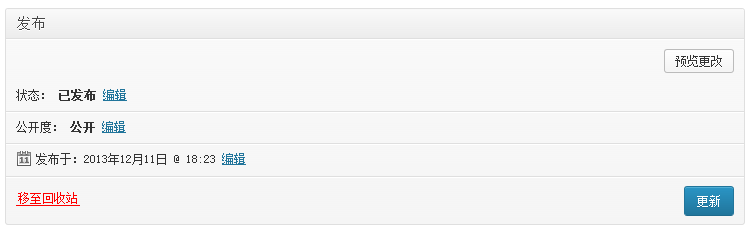 发布
预览更改
状态： 已发布 编辑
公开度： 公开 编辑
11 发布于：2013年12月11日 @ 18:23 编辑
移至回收站 更新